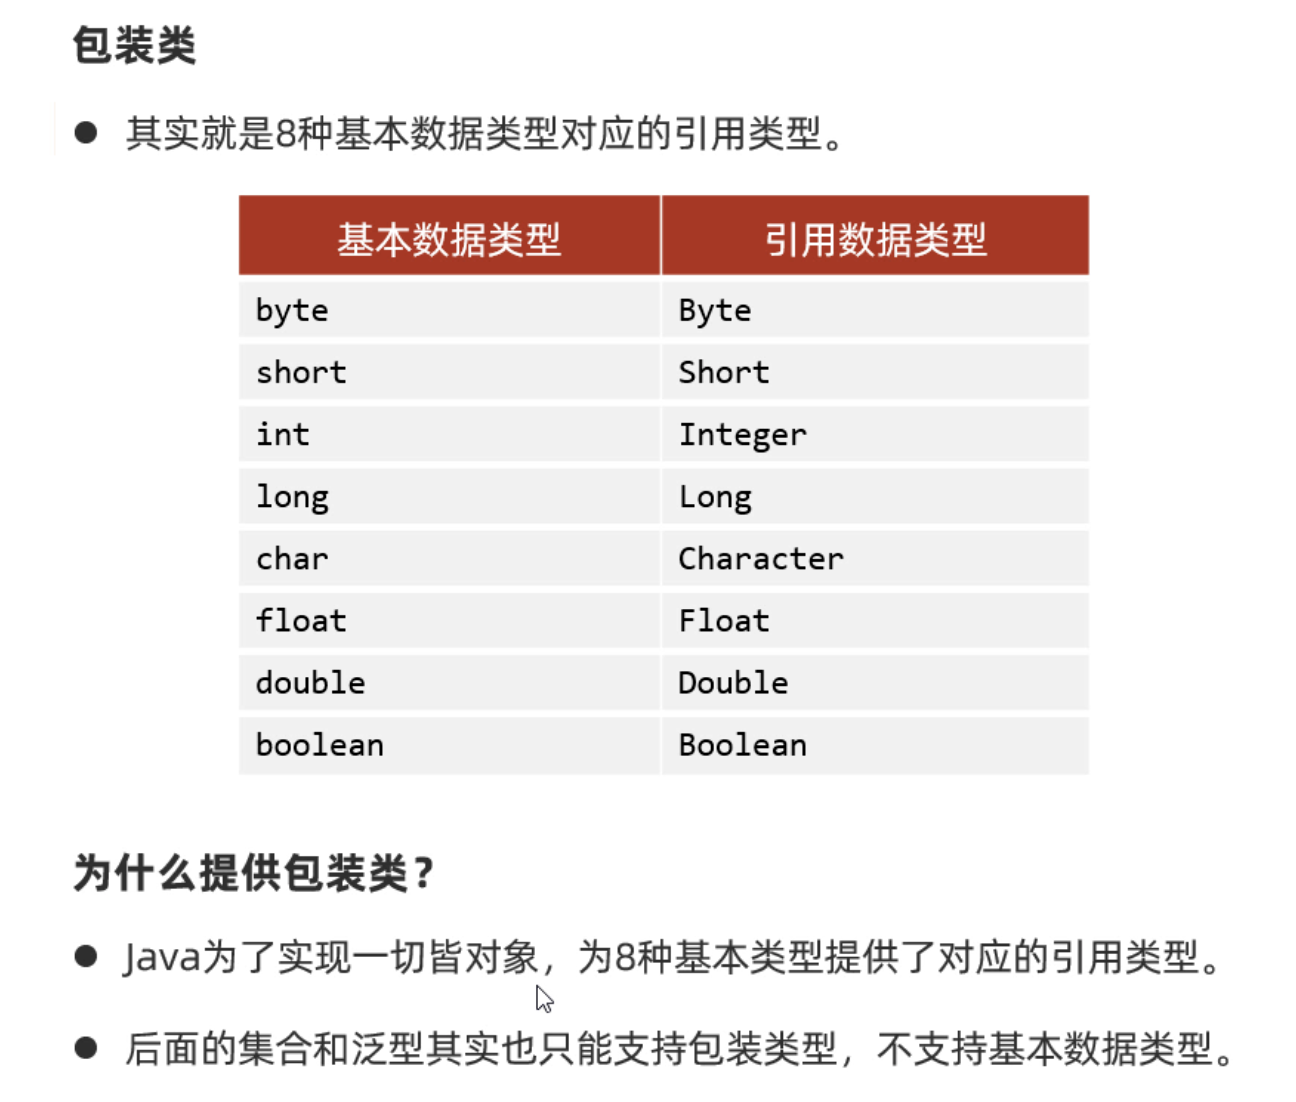 包装类
● 其实就是8种基本数据类型对应的引用类型。
基本数据类型 引用数据类型
byte Byte
short Short
int Integer
long Long
char Character
float Float
double Double
boolean Boolean
为什么提供包装类？
● Java为了实现一切皆对象，为8种基本类型提供了对应的引用类型。
● 后面的集合和泛型其实也只能支持包装类型，不支持基本数据类型。